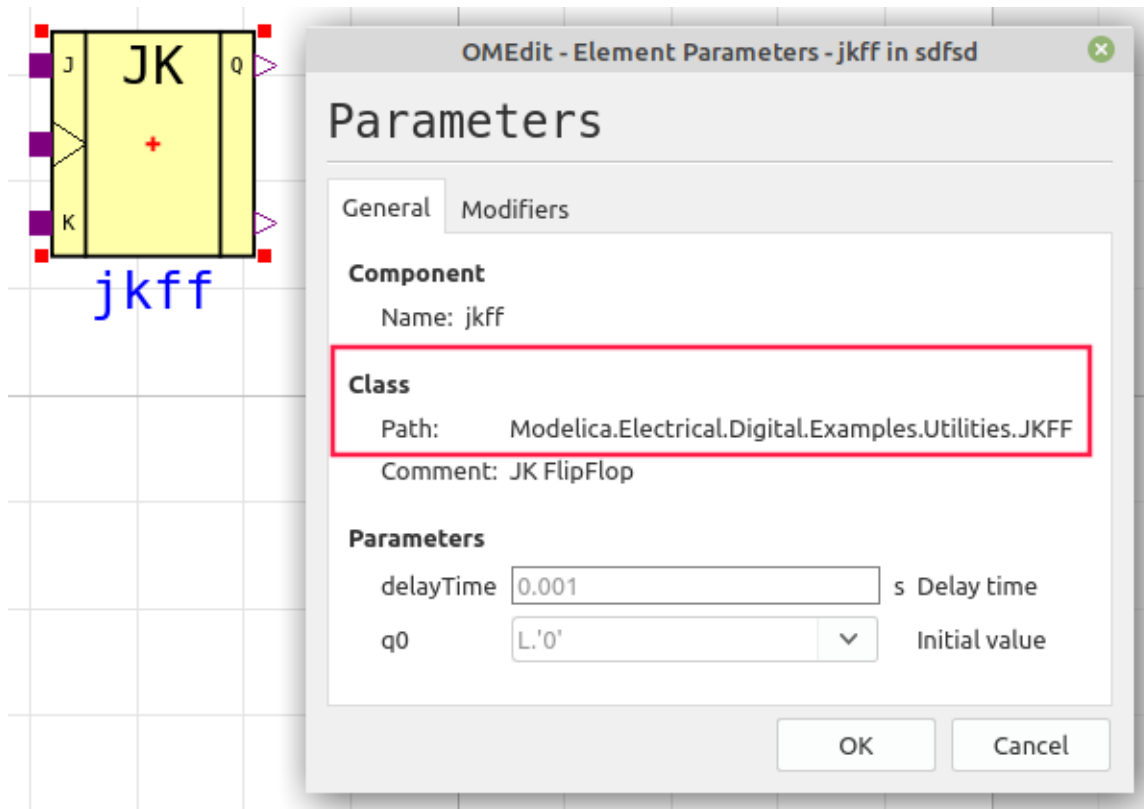 J
JK
Q
K
jkff
OMEdit - Element Parameters - jkff in sdfsd
Parameters
General Modifiers
Component
Name: jkff
Class
Path: Modelica.Electrical.Digital.Examples.Utilities.JKFF
Comment: JK FlipFlop
Parameters
delayTime 0.001 s Delay time
q0 L.'0' Initial value
OK Cancel